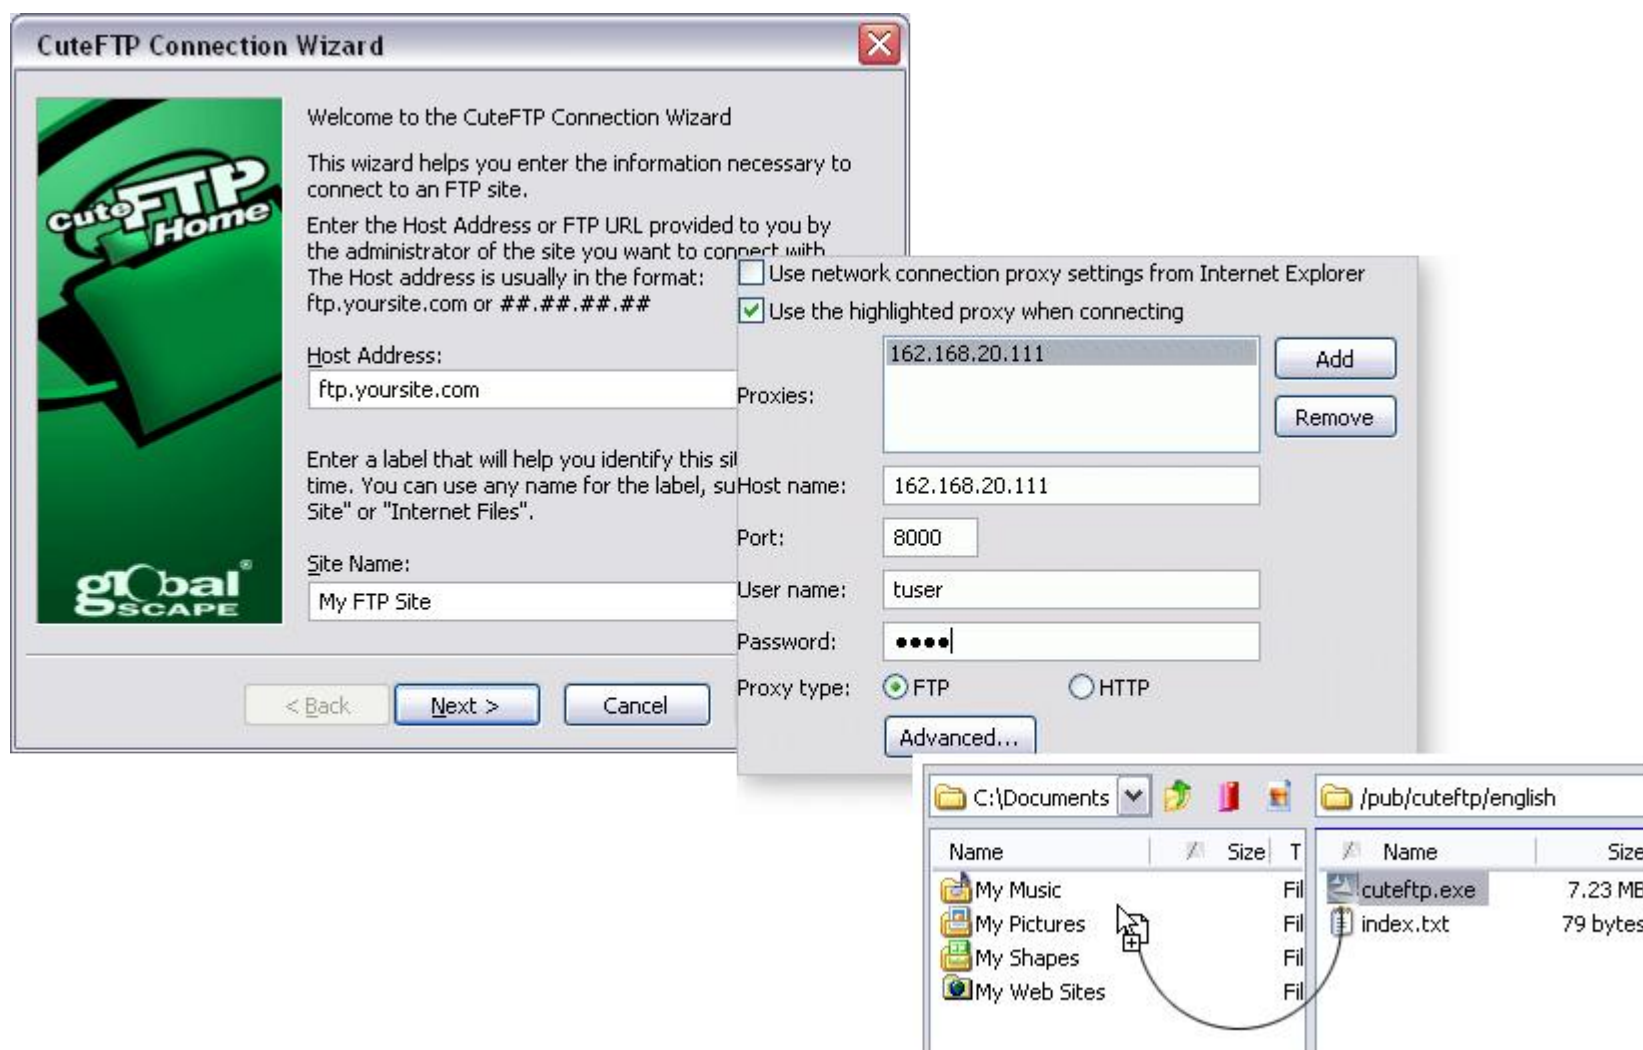 CuteFTP Connection Wizard
cuteFTP
Home
globalSCAPE®
Welcome to the CuteFTP Connection Wizard
This wizard helps you enter the information necessary to
connect to an FTP site.
Enter the Host Address or FTP URL provided to you by
the administrator of the site you want to connect with.
The Host address is usually in the format:
ftp.yoursite.com or ##.##.##.##
Host Address:
ftp.yoursite.com
Enter a label that will help you identify this
time. You can use any name for the label,
Site" or "Internet Files".
Site Name:
My FTP Site
< Back
Next >
Cancel
Use network connection proxy settings from Internet Explorer
Use the highlighted proxy when connecting
Proxies:
162.168.20.111
Add
Remove
Host name:
162.168.20.111
Port:
8000
User name:
tuser
Password:
●●●●
Proxy type:
FTP
HTTP
Advanced...
C:\Documents
Name Size T
My Music Fil
My Pictures Fil
My Shapes Fil
My Web Sites Fil
/pub/cuteftp/english
Name Size
cuteftp.exe 7.23 MB
index.txt 79 bytes